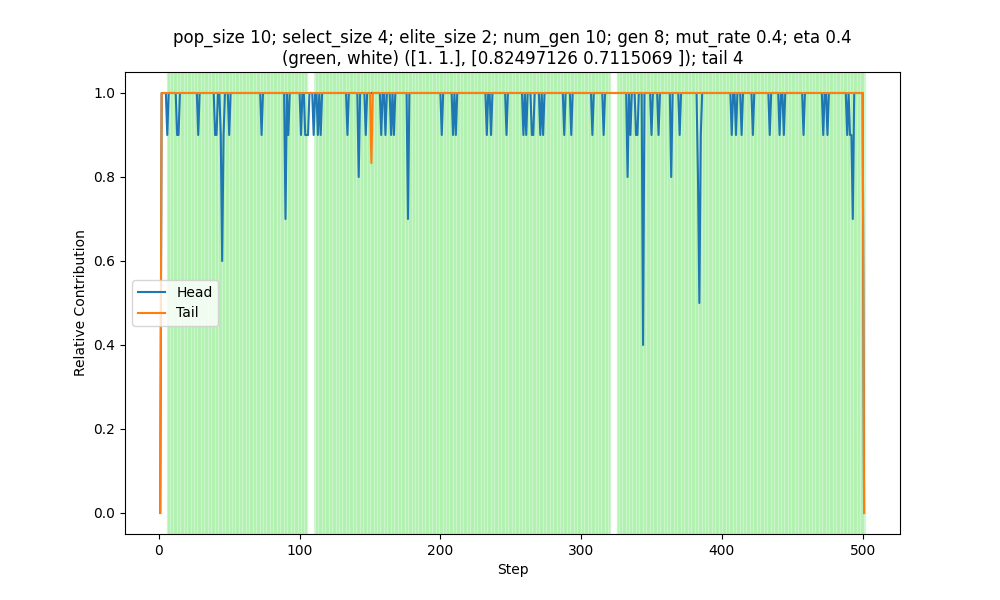 pop_size 10; select_size 4; elite_size 2; num_gen 10; gen 8; mut_rate 0.4; eta 0.4
(green, white) ([1. 1.], [0.82497126 0.7115069 ]); tail 4
1.0
0.8
0.6
0.4
0.2
0.0
Relative Contribution
Head
Tail
0
100
200
300
400
500
Step